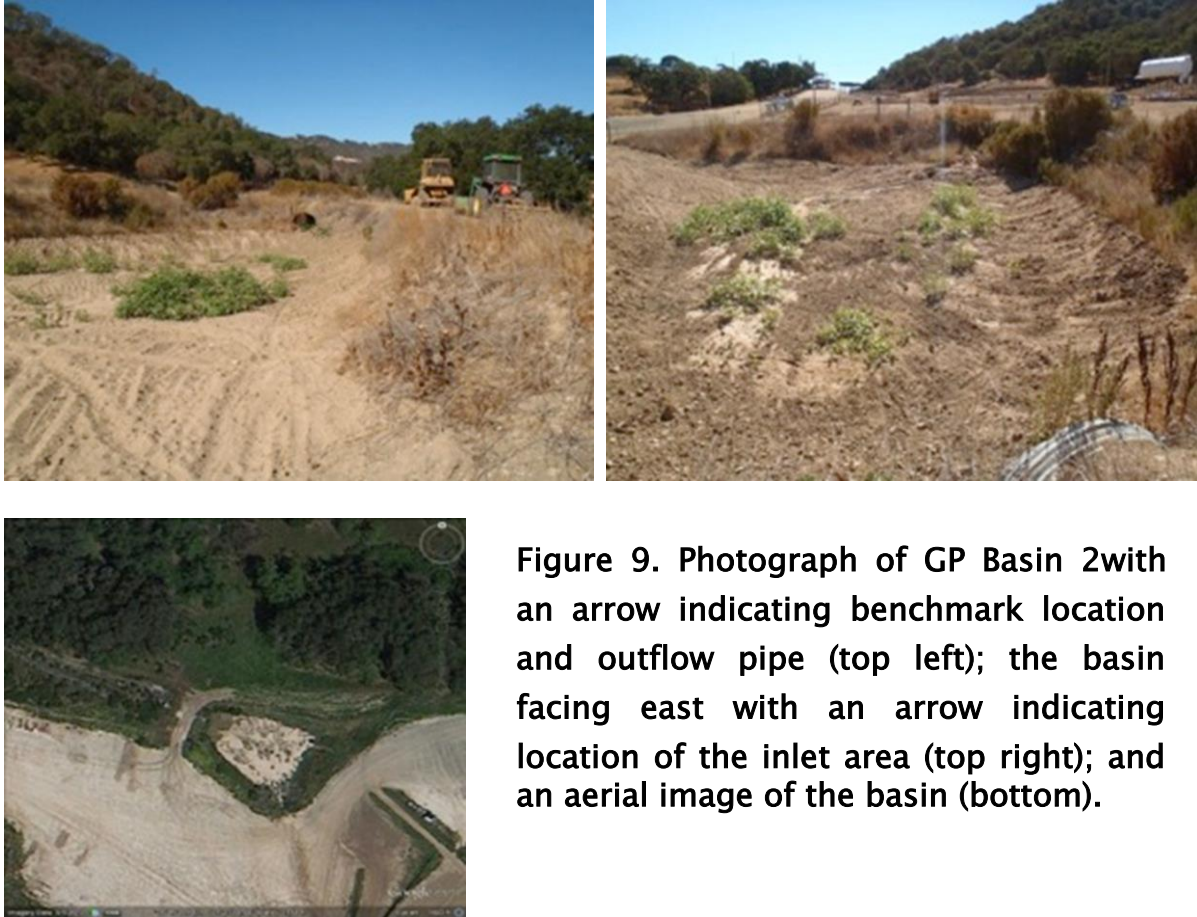 Figure 9. Photograph of GP Basin 2with
an arrow indicating benchmark location
and outflow pipe (top left); the basin
facing east with an arrow indicating
location of the inlet area (top right); and
an aerial image of the basin (bottom).
Google